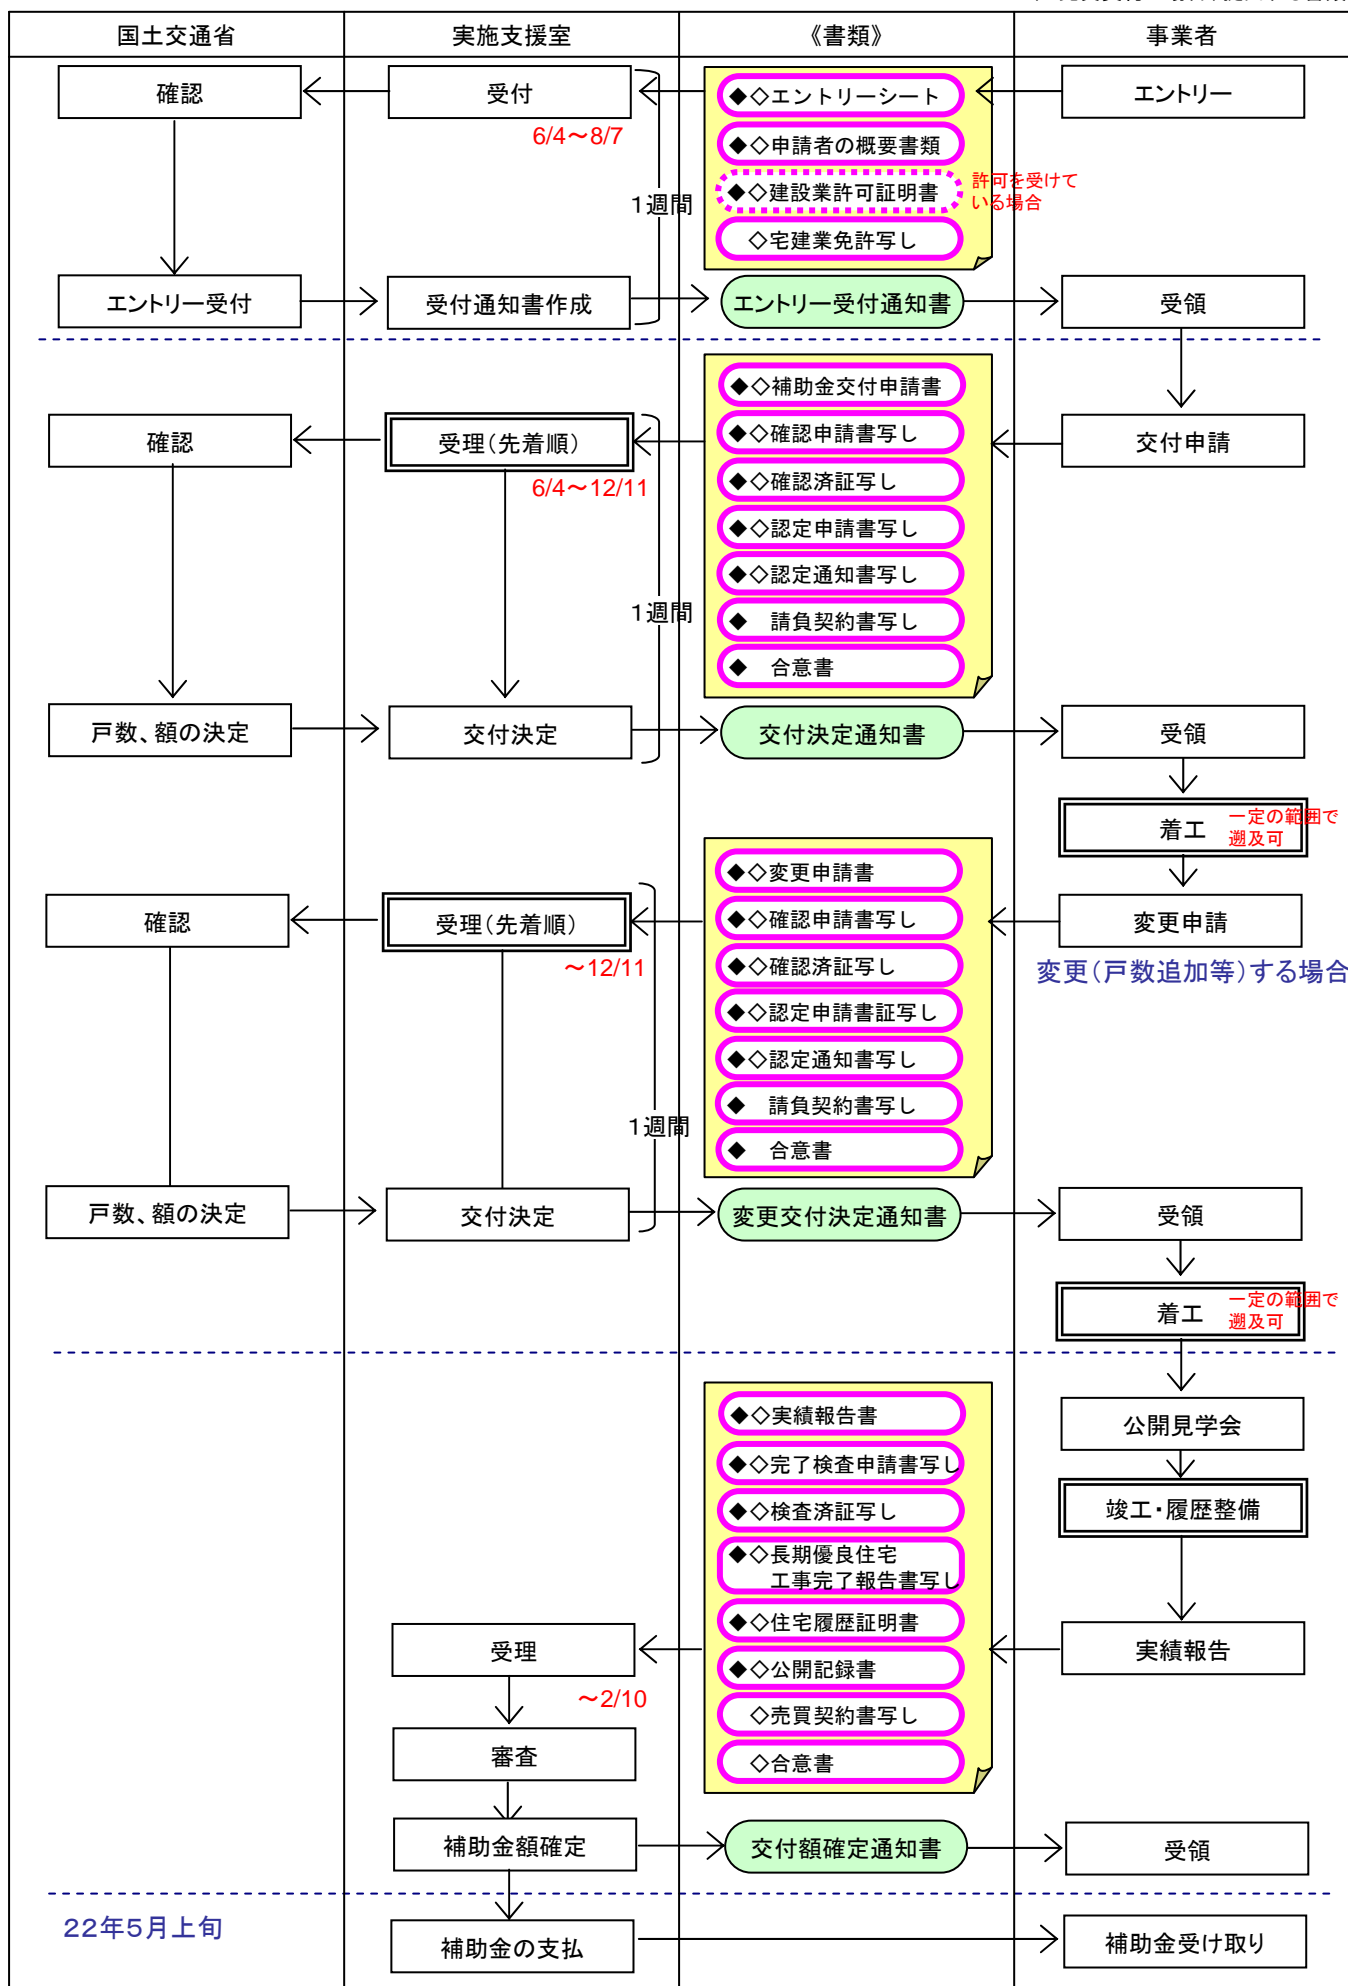 国土交通省
実施支援室
《書類》
事業者
確認
受付
◆◇エントリーシート
エントリー
6/4～8/7
◆◇申請者の概要書類
◆◇建設業許可証明書
許可を受けて
いる場合
1週間
◇宅建業免許写し
エントリー受付
受付通知書作成
エントリー受付通知書
受領
◆◇補助金交付申請書
確認
受理(先着順)
◆◇確認申請書写し
交付申請
6/4～12/11
◆◇確認済証写し
◆◇認定申請書写し
◆◇認定通知書写し
1週間
◆　請負契約書写し
◆　合意書
戸数、額の決定
交付決定
交付決定通知書
受領
着工
一定の範囲で
遡及可
◆◇変更申請書
確認
受理(先着順)
◆◇確認申請書写し
変更申請
～12/11
◆◇確認済証写し
変更(戸数追加等)する場合
◆◇認定申請書証写し
◆◇認定通知書写し
◆　請負契約書写し
1週間
◆　合意書
戸数、額の決定
交付決定
変更交付決定通知書
受領
着工
一定の範囲で
遡及可
◆◇実績報告書
公開見学会
◆◇完了検査申請書写し
◆◇検査済証写し
竣工・履歴整備
◆◇長期優良住宅
工事完了報告書写し
◆◇住宅履歴証明書
受理
◆◇公開記録書
実績報告
～2/10
◇売買契約書写し
審査
◇合意書
補助金額確定
交付額確定通知書
受領
22年5月上旬
補助金の支払
補助金受け取り